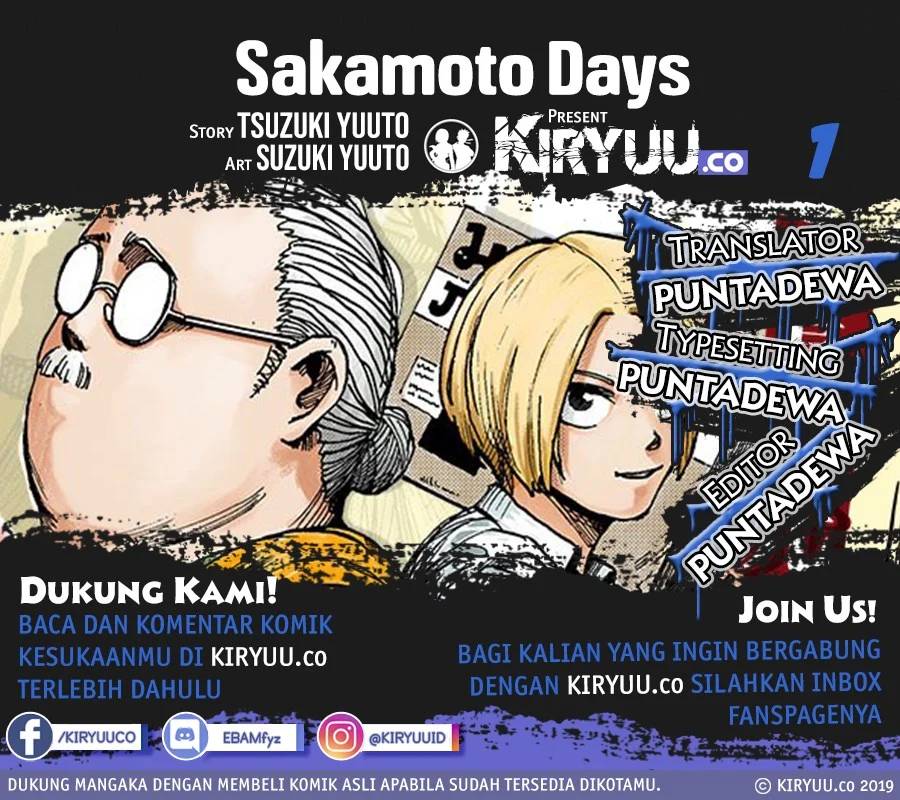 Sakamoto Days
Story TSUZUKI YUUTO
Art SUZUKI YUUTO
Present
KIRYUU.co
1
Translator
PUNTADEWA
Typesetting
PUNTADEWA
Editor
PUNTADEWA
Dukung Kami!
BACA DAN KOMENTAR KOMIK
KESUKAANMU DI KIRYUU.co
TERLEBIH DAHULU
Join Us!
BAGI KALIAN YANG INGIN BERGABUNG
DENGAN KIRYUU.co SILAHKAN INBOX
FANSPAGENYA
/KIRYUUCO
EBAMfyz
@KIRYUUID
DUKUNG MANGAKA DENGAN MEMBELI KOMIK ASLI APABILA SUDAH TERSEDIA DIKOTAMU.
© KIRYUU.co 2019